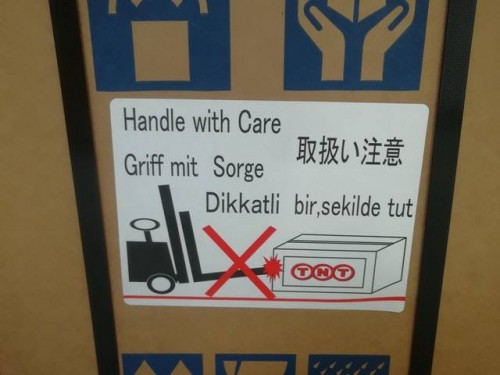 Handle with Care
取扱い注意
Griff mit Sorge
Dikkatli bir,sekilde tut
TNT